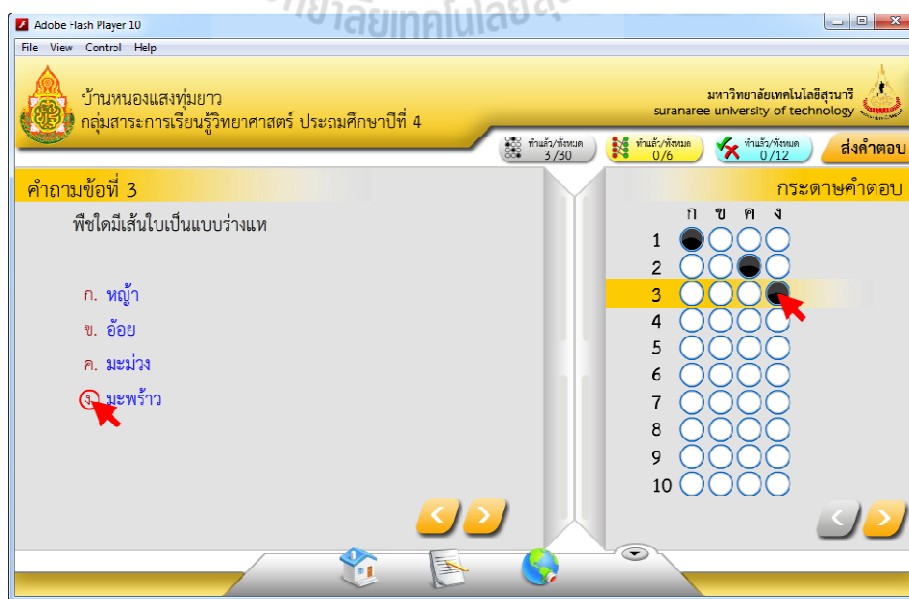 Adobe Flash Player 10
File View Control Help
บ้านหนองแสงทุ่มยาว
กลุ่มสาระการเรียนรู้วิทยาศาสตร์ ประถมศึกษาปีที่ 4
มหาวิทยาลัยเทคโนโลยีสุรนารี
suranaree university of technology
ทำแล้ว/ทั้งหมด
3/30
ทำแล้ว/ทั้งหมด
0/6
ทำแล้ว/ทั้งหมด
0/12
ส่งคำตอบ
คำถามข้อที่ 3
พืชใดมีเส้นใบเป็นแบบร่างแห
ก. หญ้า
ข. อ้อย
ค. มะม่วง
ง. มะพร้าว
กระดาษคำตอบ
ก ข ค ง
1
2
3
4
5
6
7
8
9
10